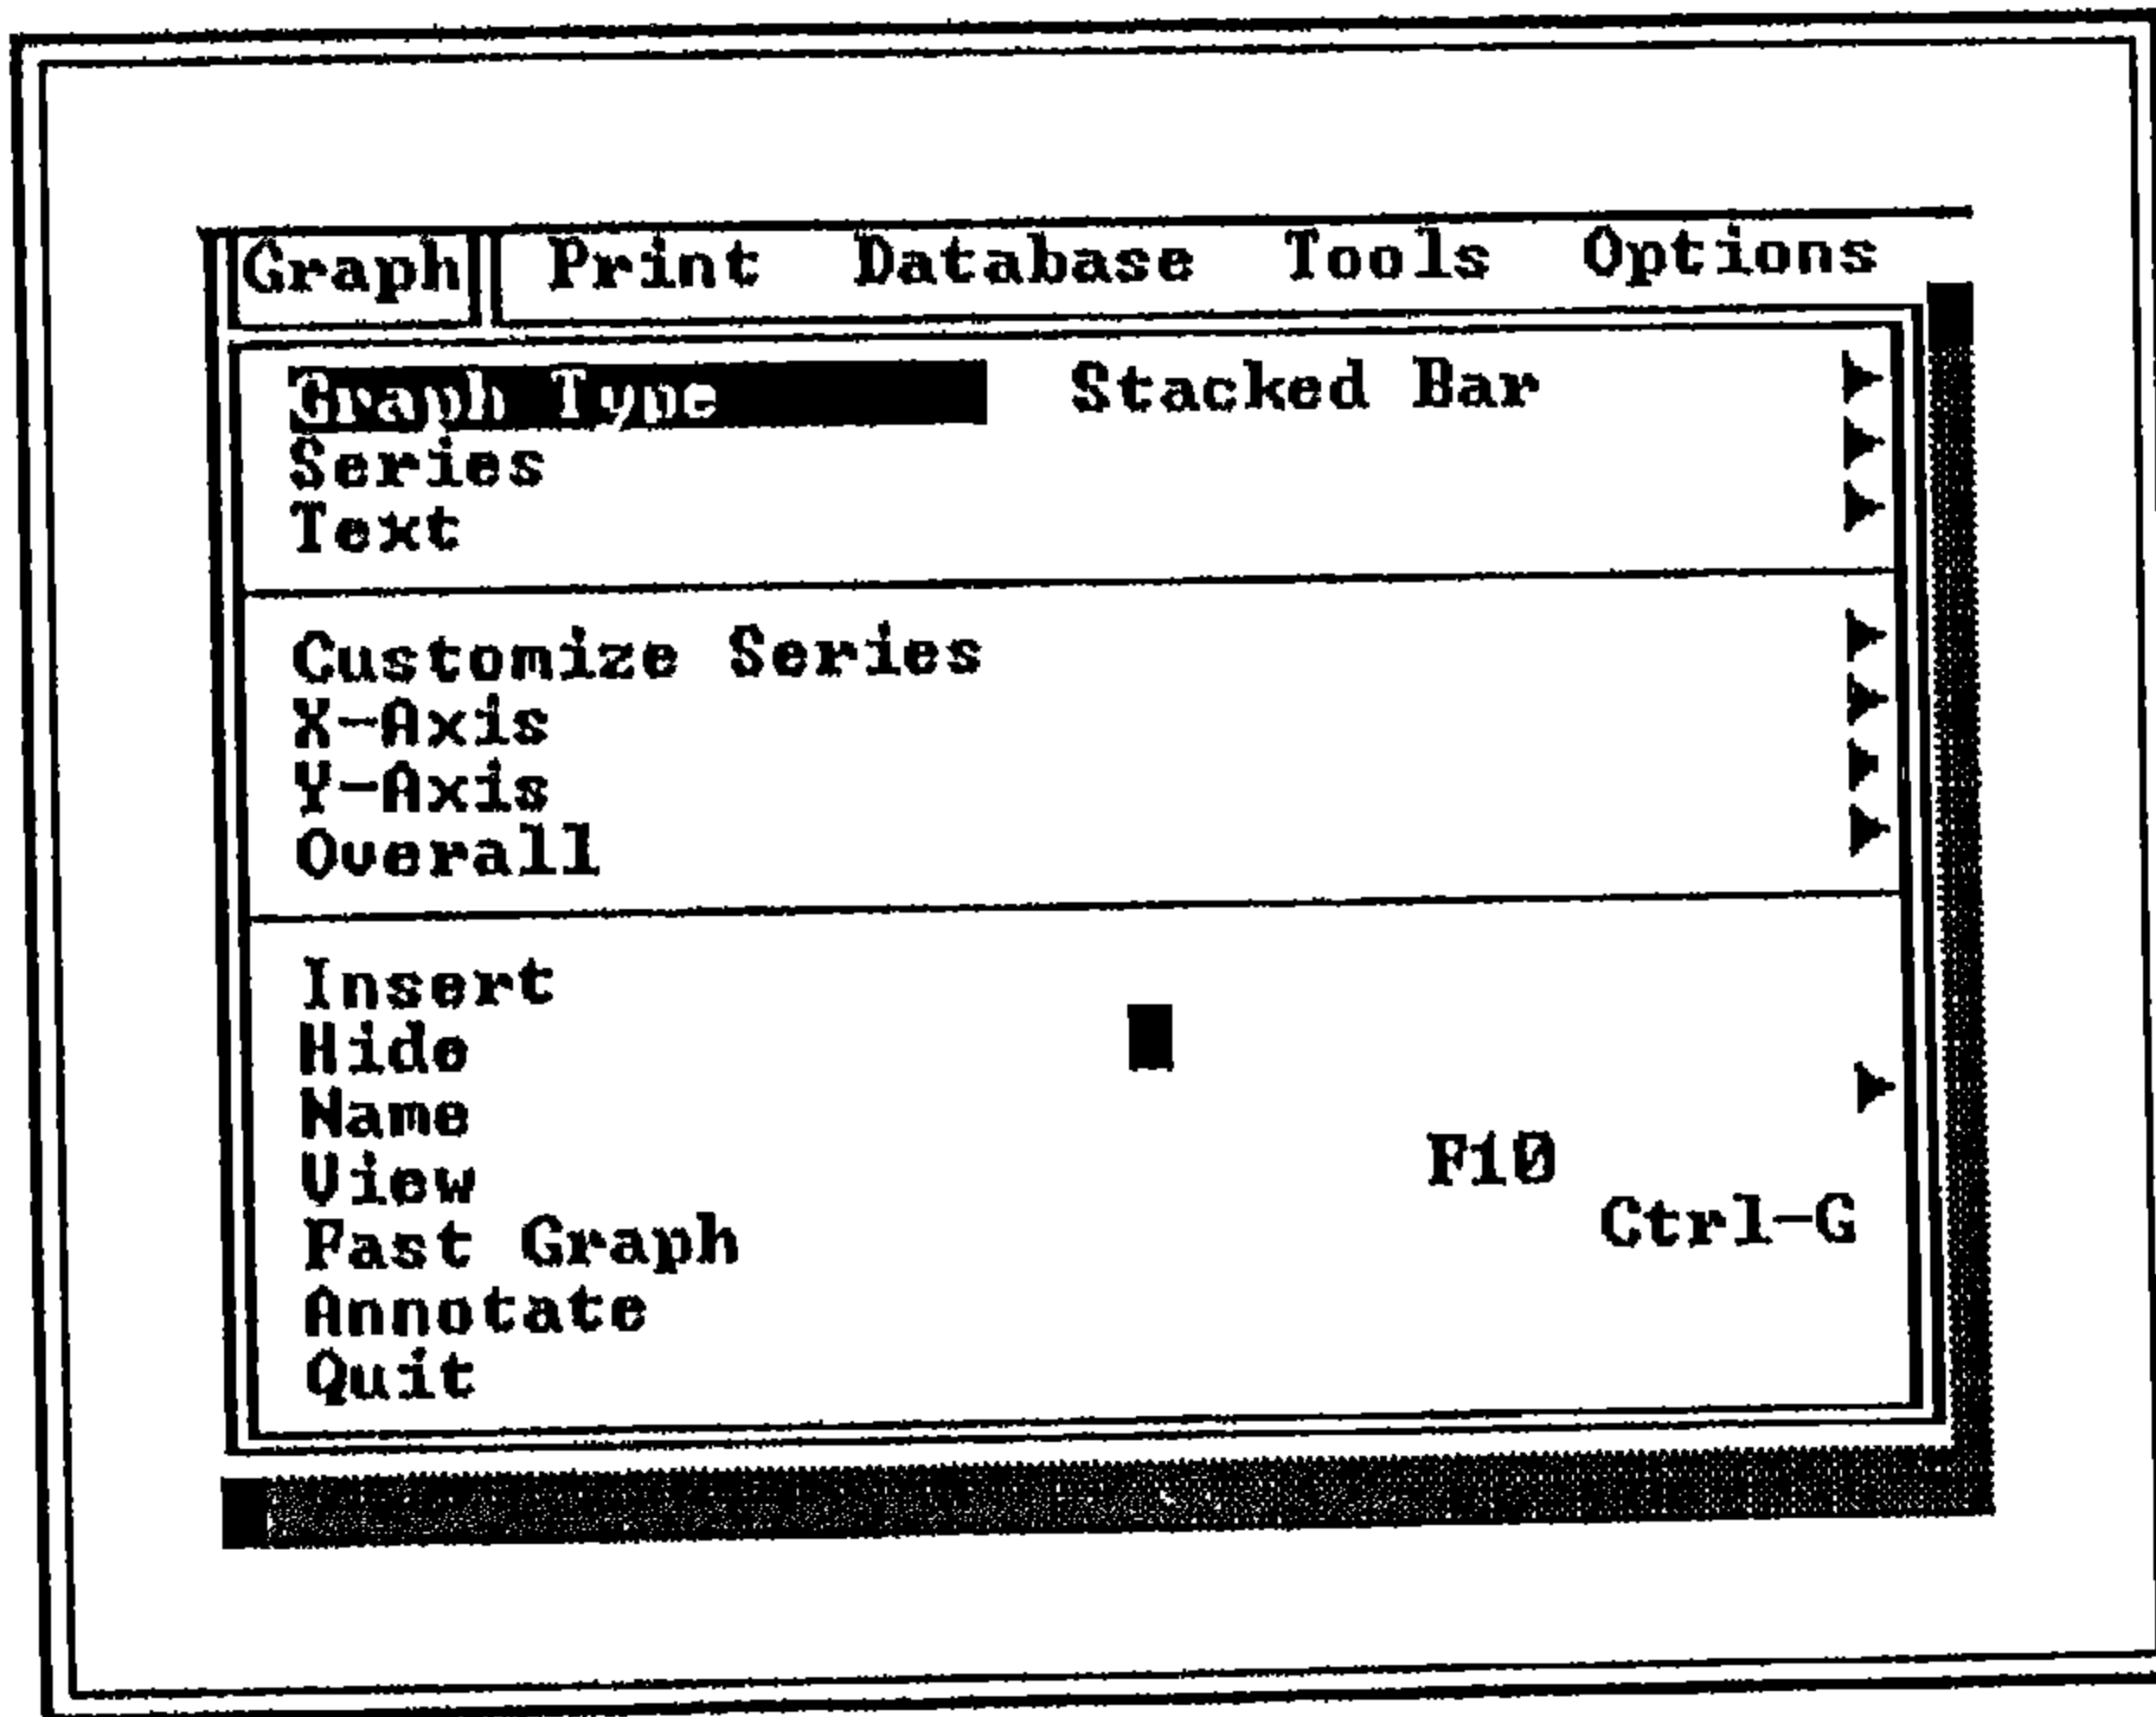 Graph Print Database Tools Options
Graph Type Stacked Bar
Series
Text
Customize Series
X-Axis
Y-Axis
Overall
Insert
Hide
Name
View F10
Fast Graph Ctrl-G
Annotate
Quit